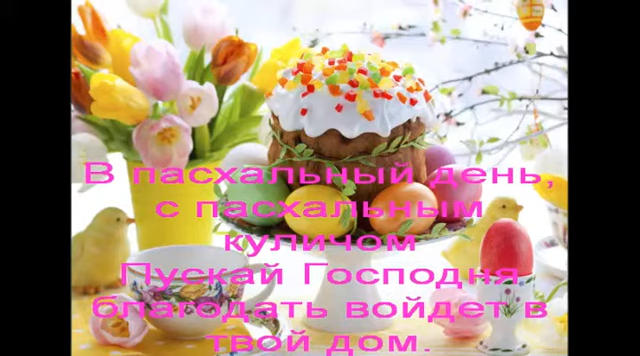 В пасхальный день,
с пасхальным
куличом
Пускай Господня
благодать войдет в
твой дом.